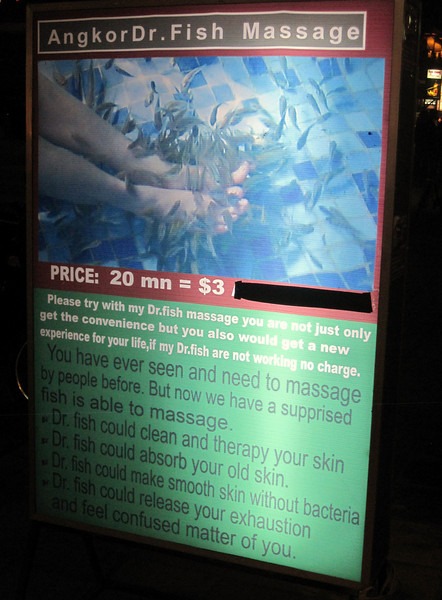 AngkorDr.Fish Massage
PRICE: 20 mn = $3
Please try with my Dr.fish massage you are not just only
get the convenience but you also would get a new
experience for your life,if my Dr.fish are not working no charge.
You have ever seen and need to massage
by people before. But now we have a supprised
fish is able to massage.
Dr. fish could clean and therapy your skin
Dr. fish could absorb your old skin.
Dr. fish could make smooth skin without bacteria
Dr. fish could release your exhaustion
and feel confused matter of you.